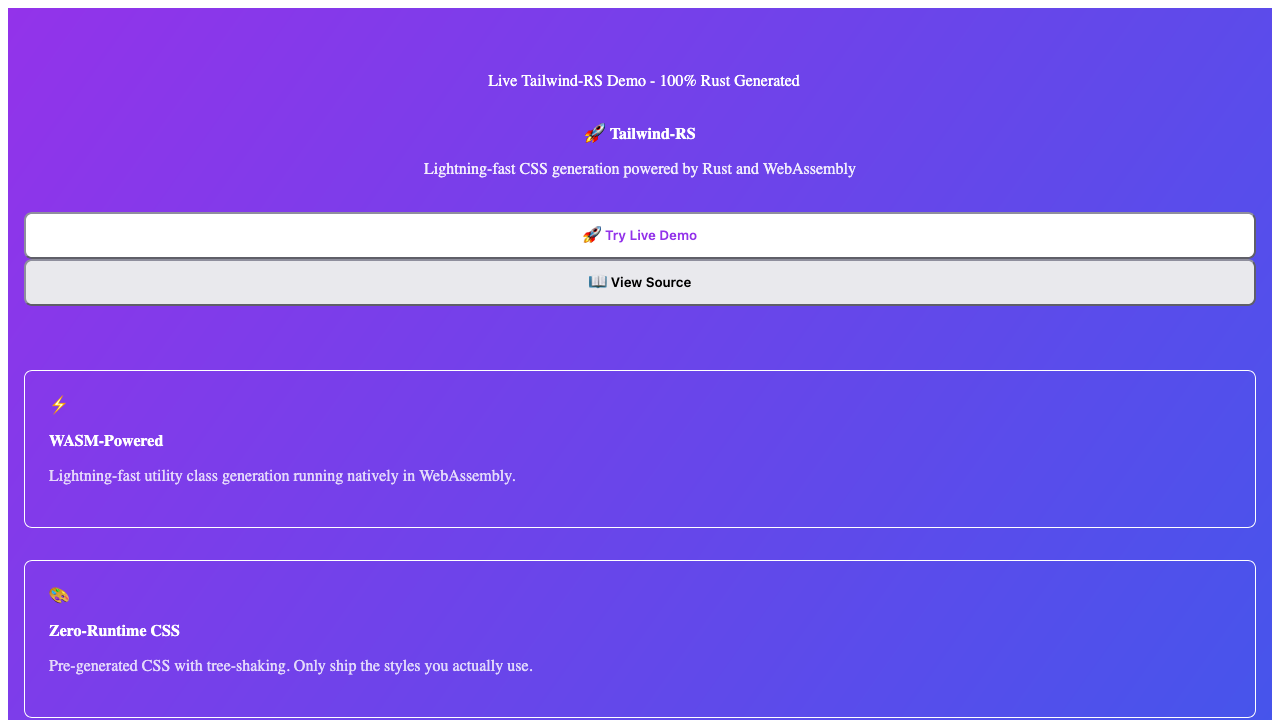 Live Tailwind-RS Demo - 100% Rust Generated
🚀 Tailwind-RS
Lightning-fast CSS generation powered by Rust and WebAssembly
🚀 Try Live Demo
📖 View Source
⚡
WASM-Powered
Lightning-fast utility class generation running natively in WebAssembly.
🎨
Zero-Runtime CSS
Pre-generated CSS with tree-shaking. Only ship the styles you actually use.